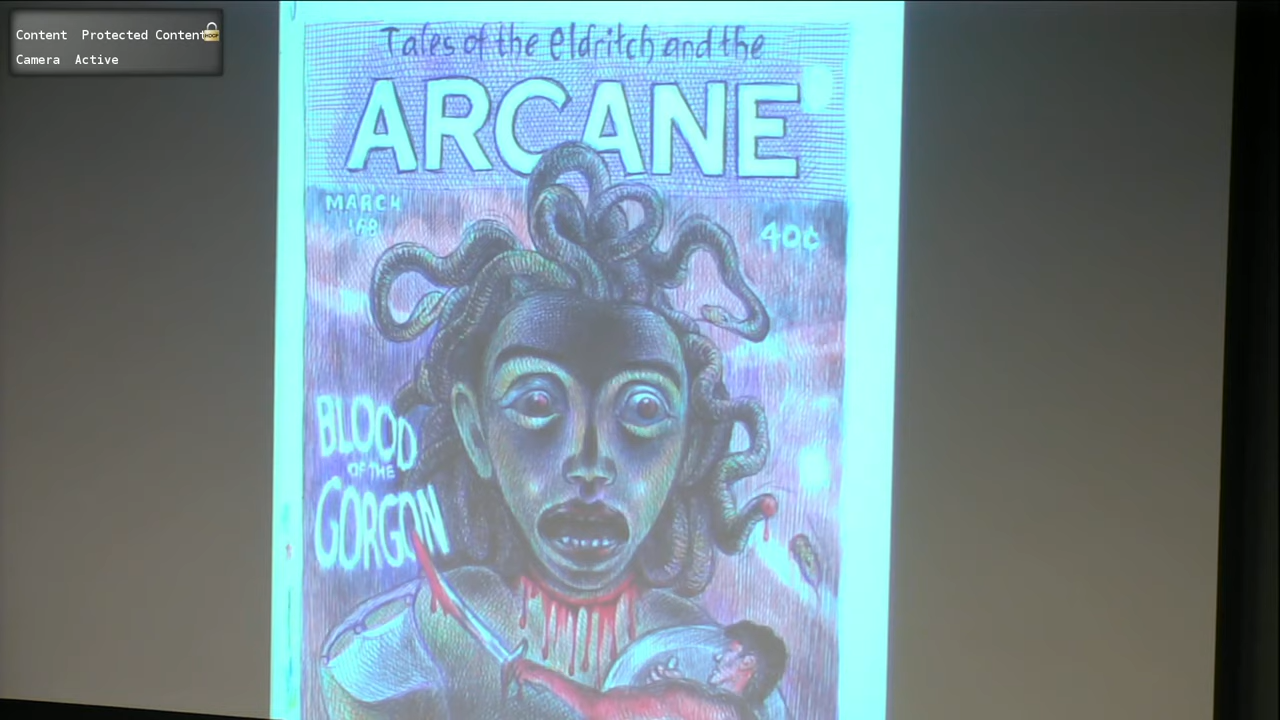 Content Protected Content
HDCP
Camera Active
Tales of the Eldritch and the
ARCANE
MARCH
'68
40¢
BLOOD
OF THE
GORGON